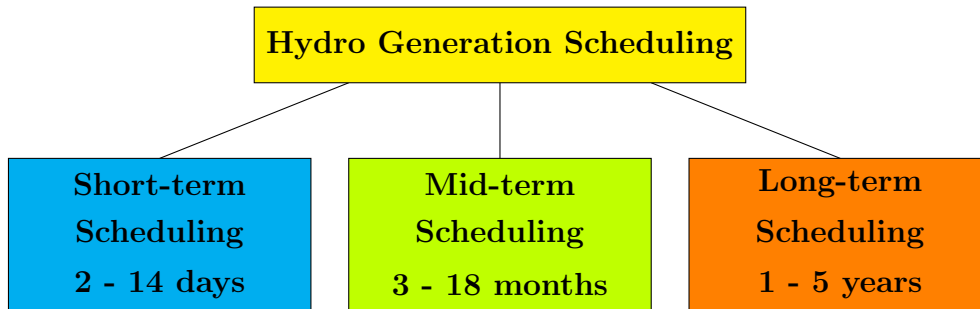 Hydro Generation Scheduling
Short-term
Scheduling
2 - 14 days
Mid-term
Scheduling
3 - 18 months
Long-term
Scheduling
1 - 5 years